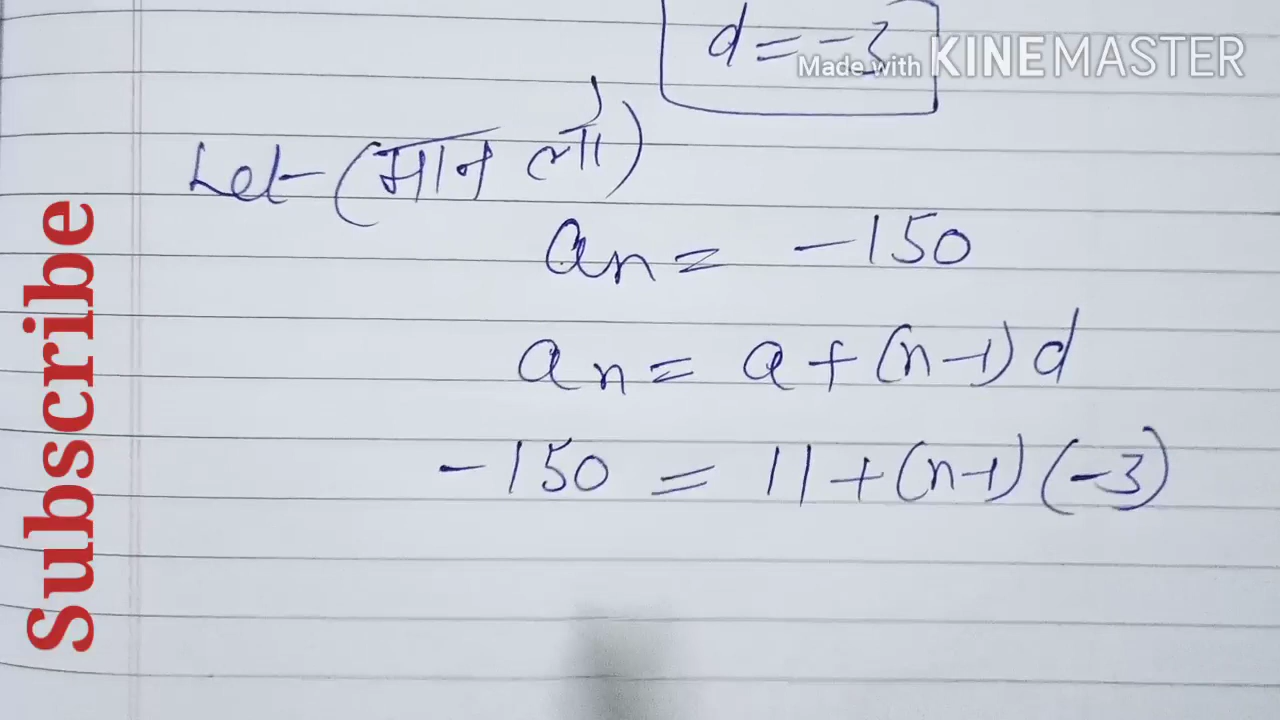 d = -3
Made with KINEMASTER
Let (मान लो)
an = -150
an = a + (n-1) d
-150 = 11 + (n-1) (-3)
Subscribe